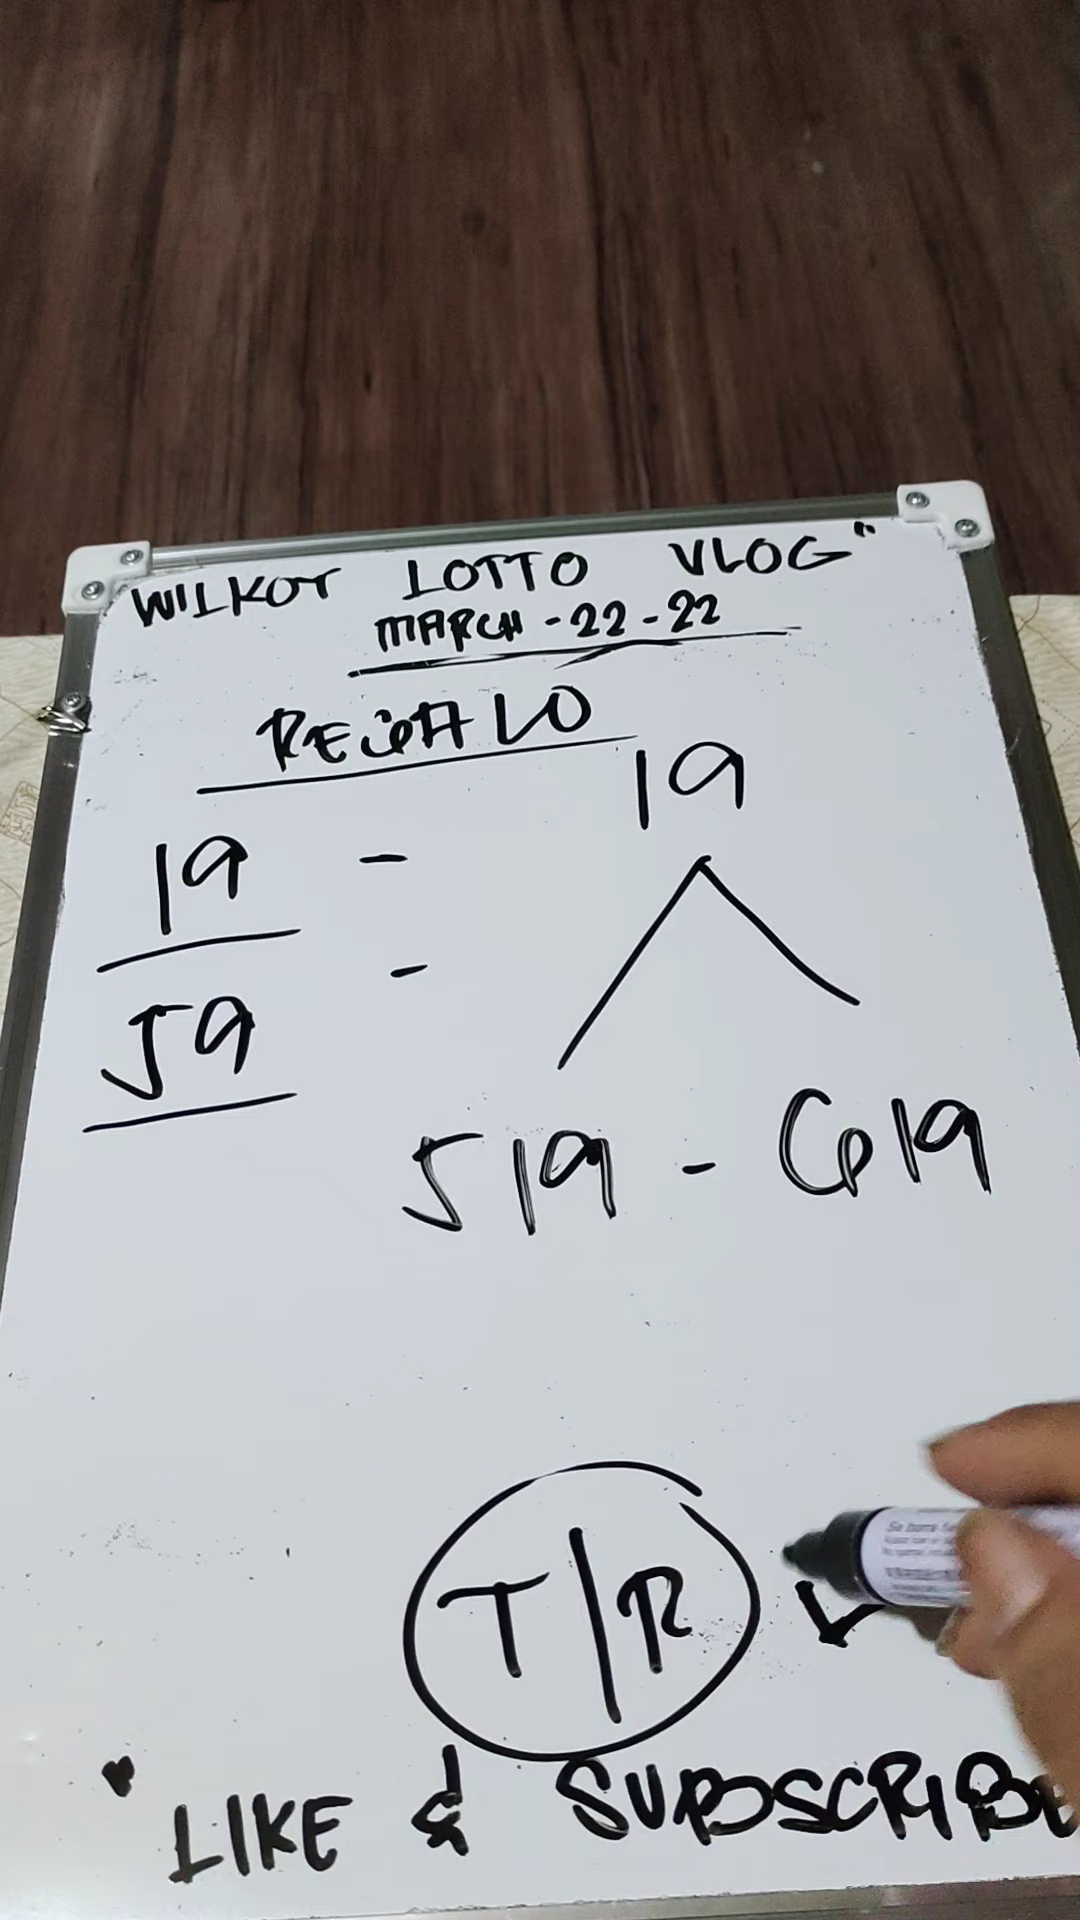 "WILKOT LOTTO VLOG"
MARCH-22-22
REGALO
19
19 -
59 -
519 - 619
T/R
"LIKE & SUBSCRIBE